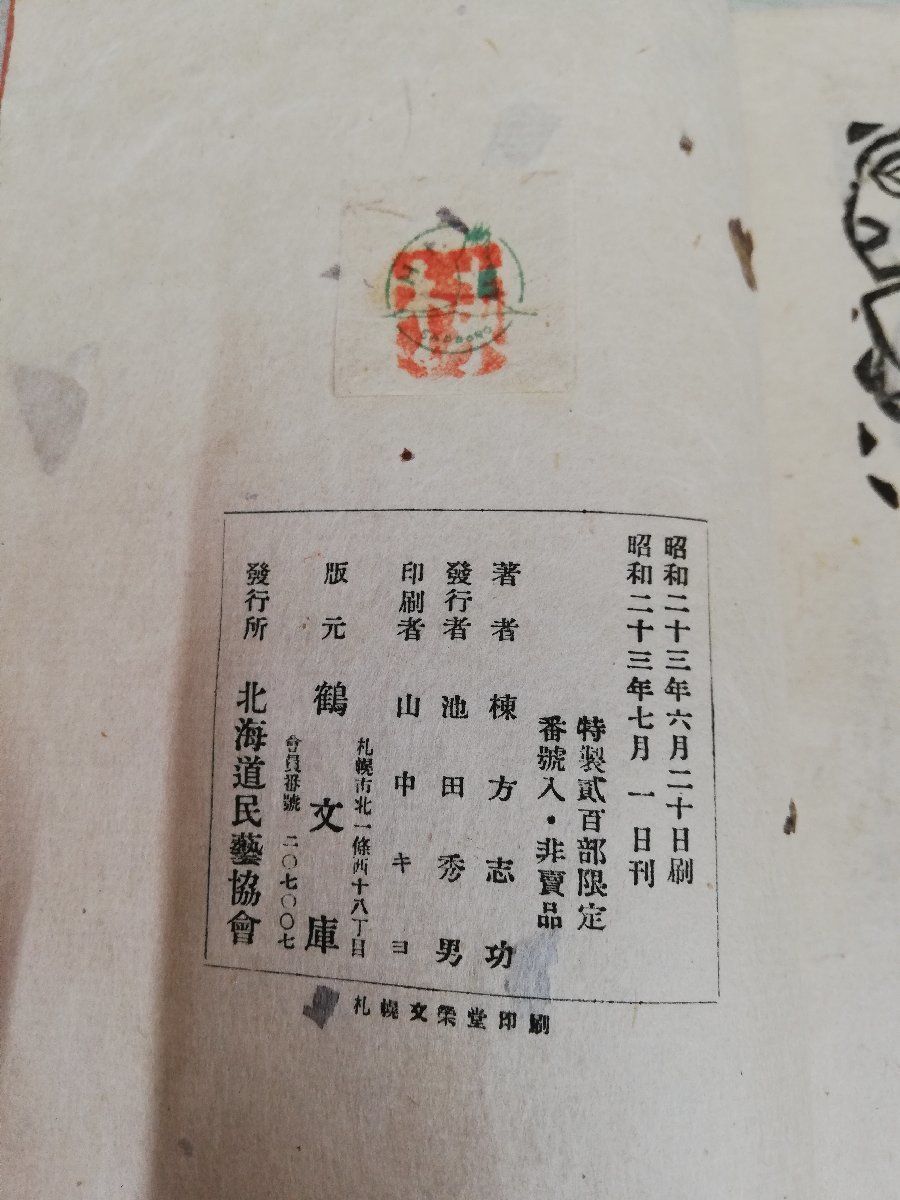 昭和二十三年六月二十日刷
昭和二十三年七月一日刊
特製貳百部限定
番號入・非賣品
著者 棟方志功
發行者 池田秀男
印刷者 山中キヨ
札幌市北一條西十八丁目
版元 鶴文庫
會員番號 二〇七〇〇七
發行所 北海道民藝協會
札幌文榮堂印刷